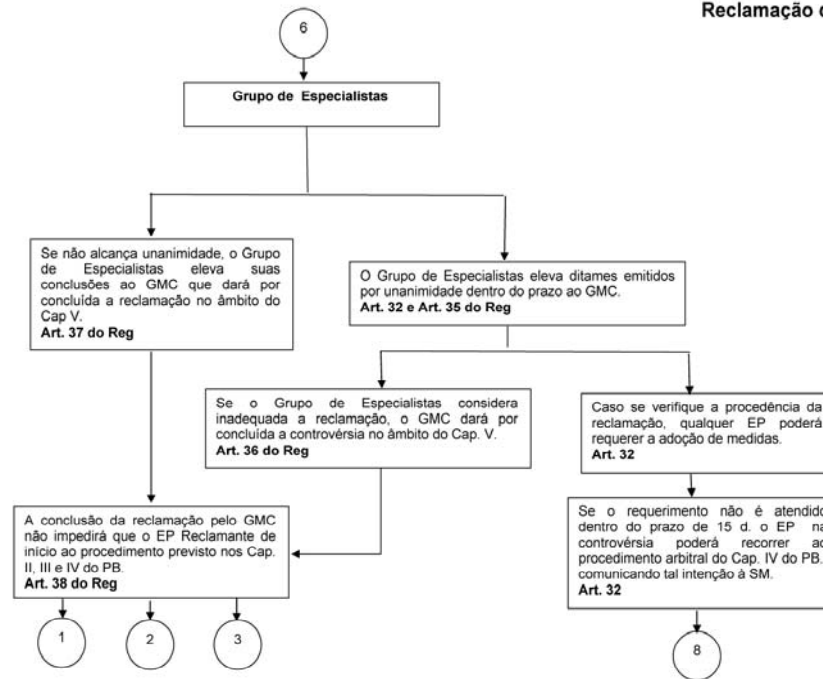 Reclamação d
6
Grupo de Especialistas
Se não alcança unanimidade, o Grupo
de Especialistas eleva suas
conclusões ao GMC que dará por
concluída a reclamação no âmbito do
Cap V.
Art. 37 do Reg
O Grupo de Especialistas eleva ditames emitidos
por unanimidade dentro do prazo ao GMC.
Art. 32 e Art. 35 do Reg
Se o Grupo de Especialistas considera
inadequada a reclamação, o GMC dará por
concluída a controvérsia no âmbito do Cap. V.
Art. 36 do Reg
Caso se verifique a procedência da
reclamação, qualquer EP poderá
requerer a adoção de medidas.
Art. 32
A conclusão da reclamação pelo GMC
não impedirá que o EP Reclamante de
início ao procedimento previsto nos Cap.
II, III e IV do PB.
Art. 38 do Reg
Se o requerimento não é atendido
dentro do prazo de 15 d. o EP na
controvérsia poderá recorrer ao
procedimento arbitral do Cap. IV do PB.
comunicando tal intenção à SM.
Art. 32
1
2
3
8